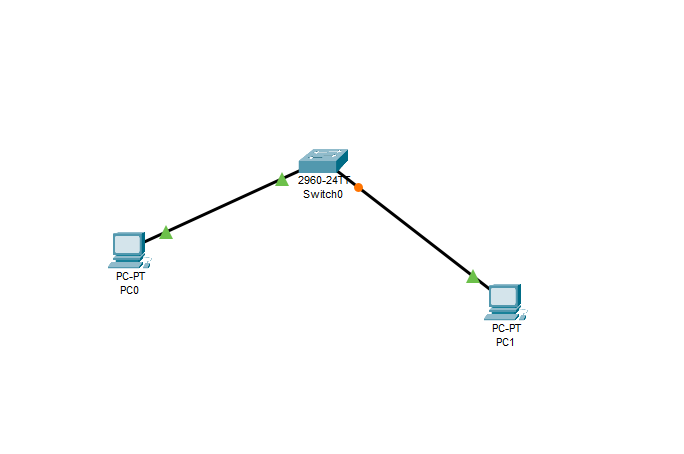 2960-24TT
Switch0
PC-PT
PC0
PC-PT
PC1